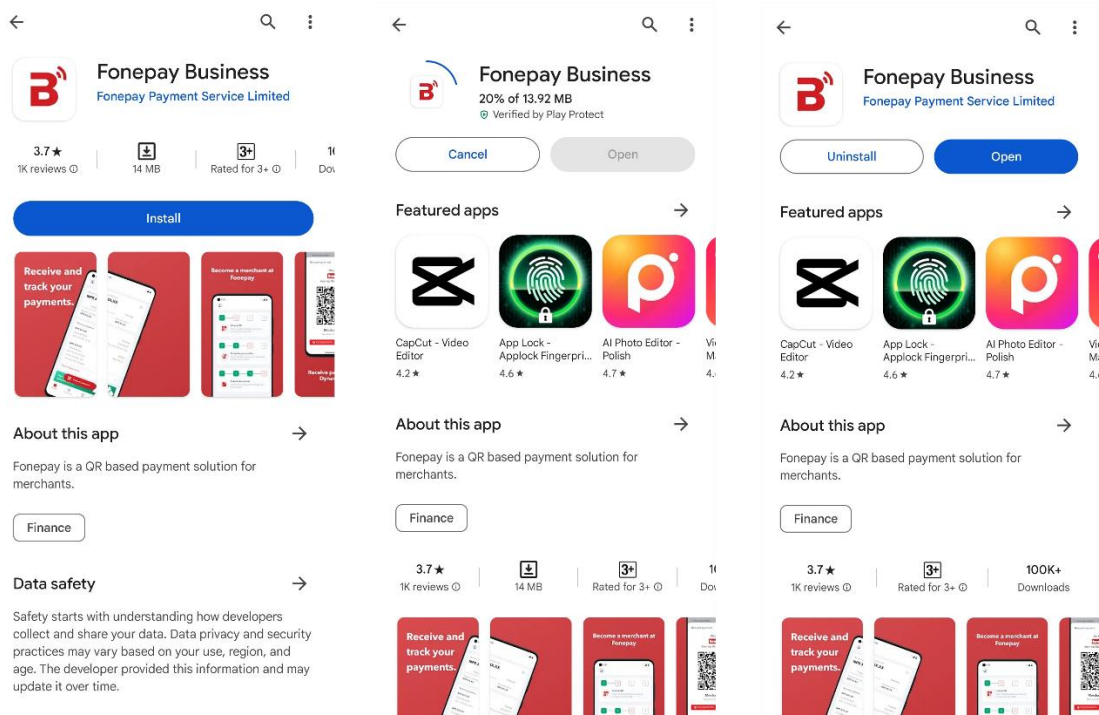 Fonepay Business
Fonepay Payment Service Limited
3.7★
1K reviews
14 MB
3+
Rated for 3+
Install
Receive and
track your
payments.
Become a merchant at
Fonepay
About this app
Fonepay is a QR based payment solution for
merchants.
Finance
Data safety
Safety starts with understanding how developers
collect and share your data. Data privacy and security
practices may vary based on your use, region, and
age. The developer provided this information and may
update it over time.
Fonepay Business
20% of 13.92 MB
Verified by Play Protect
Cancel
Open
Featured apps
CapCut - Video
Editor
4.2★
App Lock -
Applock Fingerpri...
4.6★
AI Photo Editor -
Polish
4.7★
About this app
Fonepay is a QR based payment solution for
merchants.
Finance
3.7★
1K reviews
14 MB
3+
Rated for 3+
Receive and
track your
payments.
Become a merchant at
Fonepay
Fonepay Business
Fonepay Payment Service Limited
Uninstall
Open
Featured apps
CapCut - Video
Editor
4.2★
App Lock -
Applock Fingerpri...
4.6★
AI Photo Editor -
Polish
4.7★
About this app
Fonepay is a QR based payment solution for
merchants.
Finance
3.7★
1K reviews
3+
Rated for 3+
100K+
Downloads
Receive and
track your
payments.
Become a merchant at
Fonepay